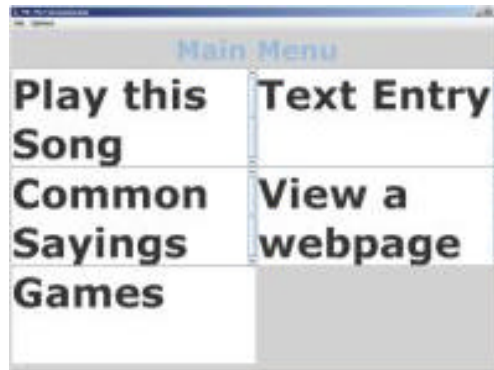 Main Menu
Play this
Song
Text Entry
Common
Sayings
View a
webpage
Games